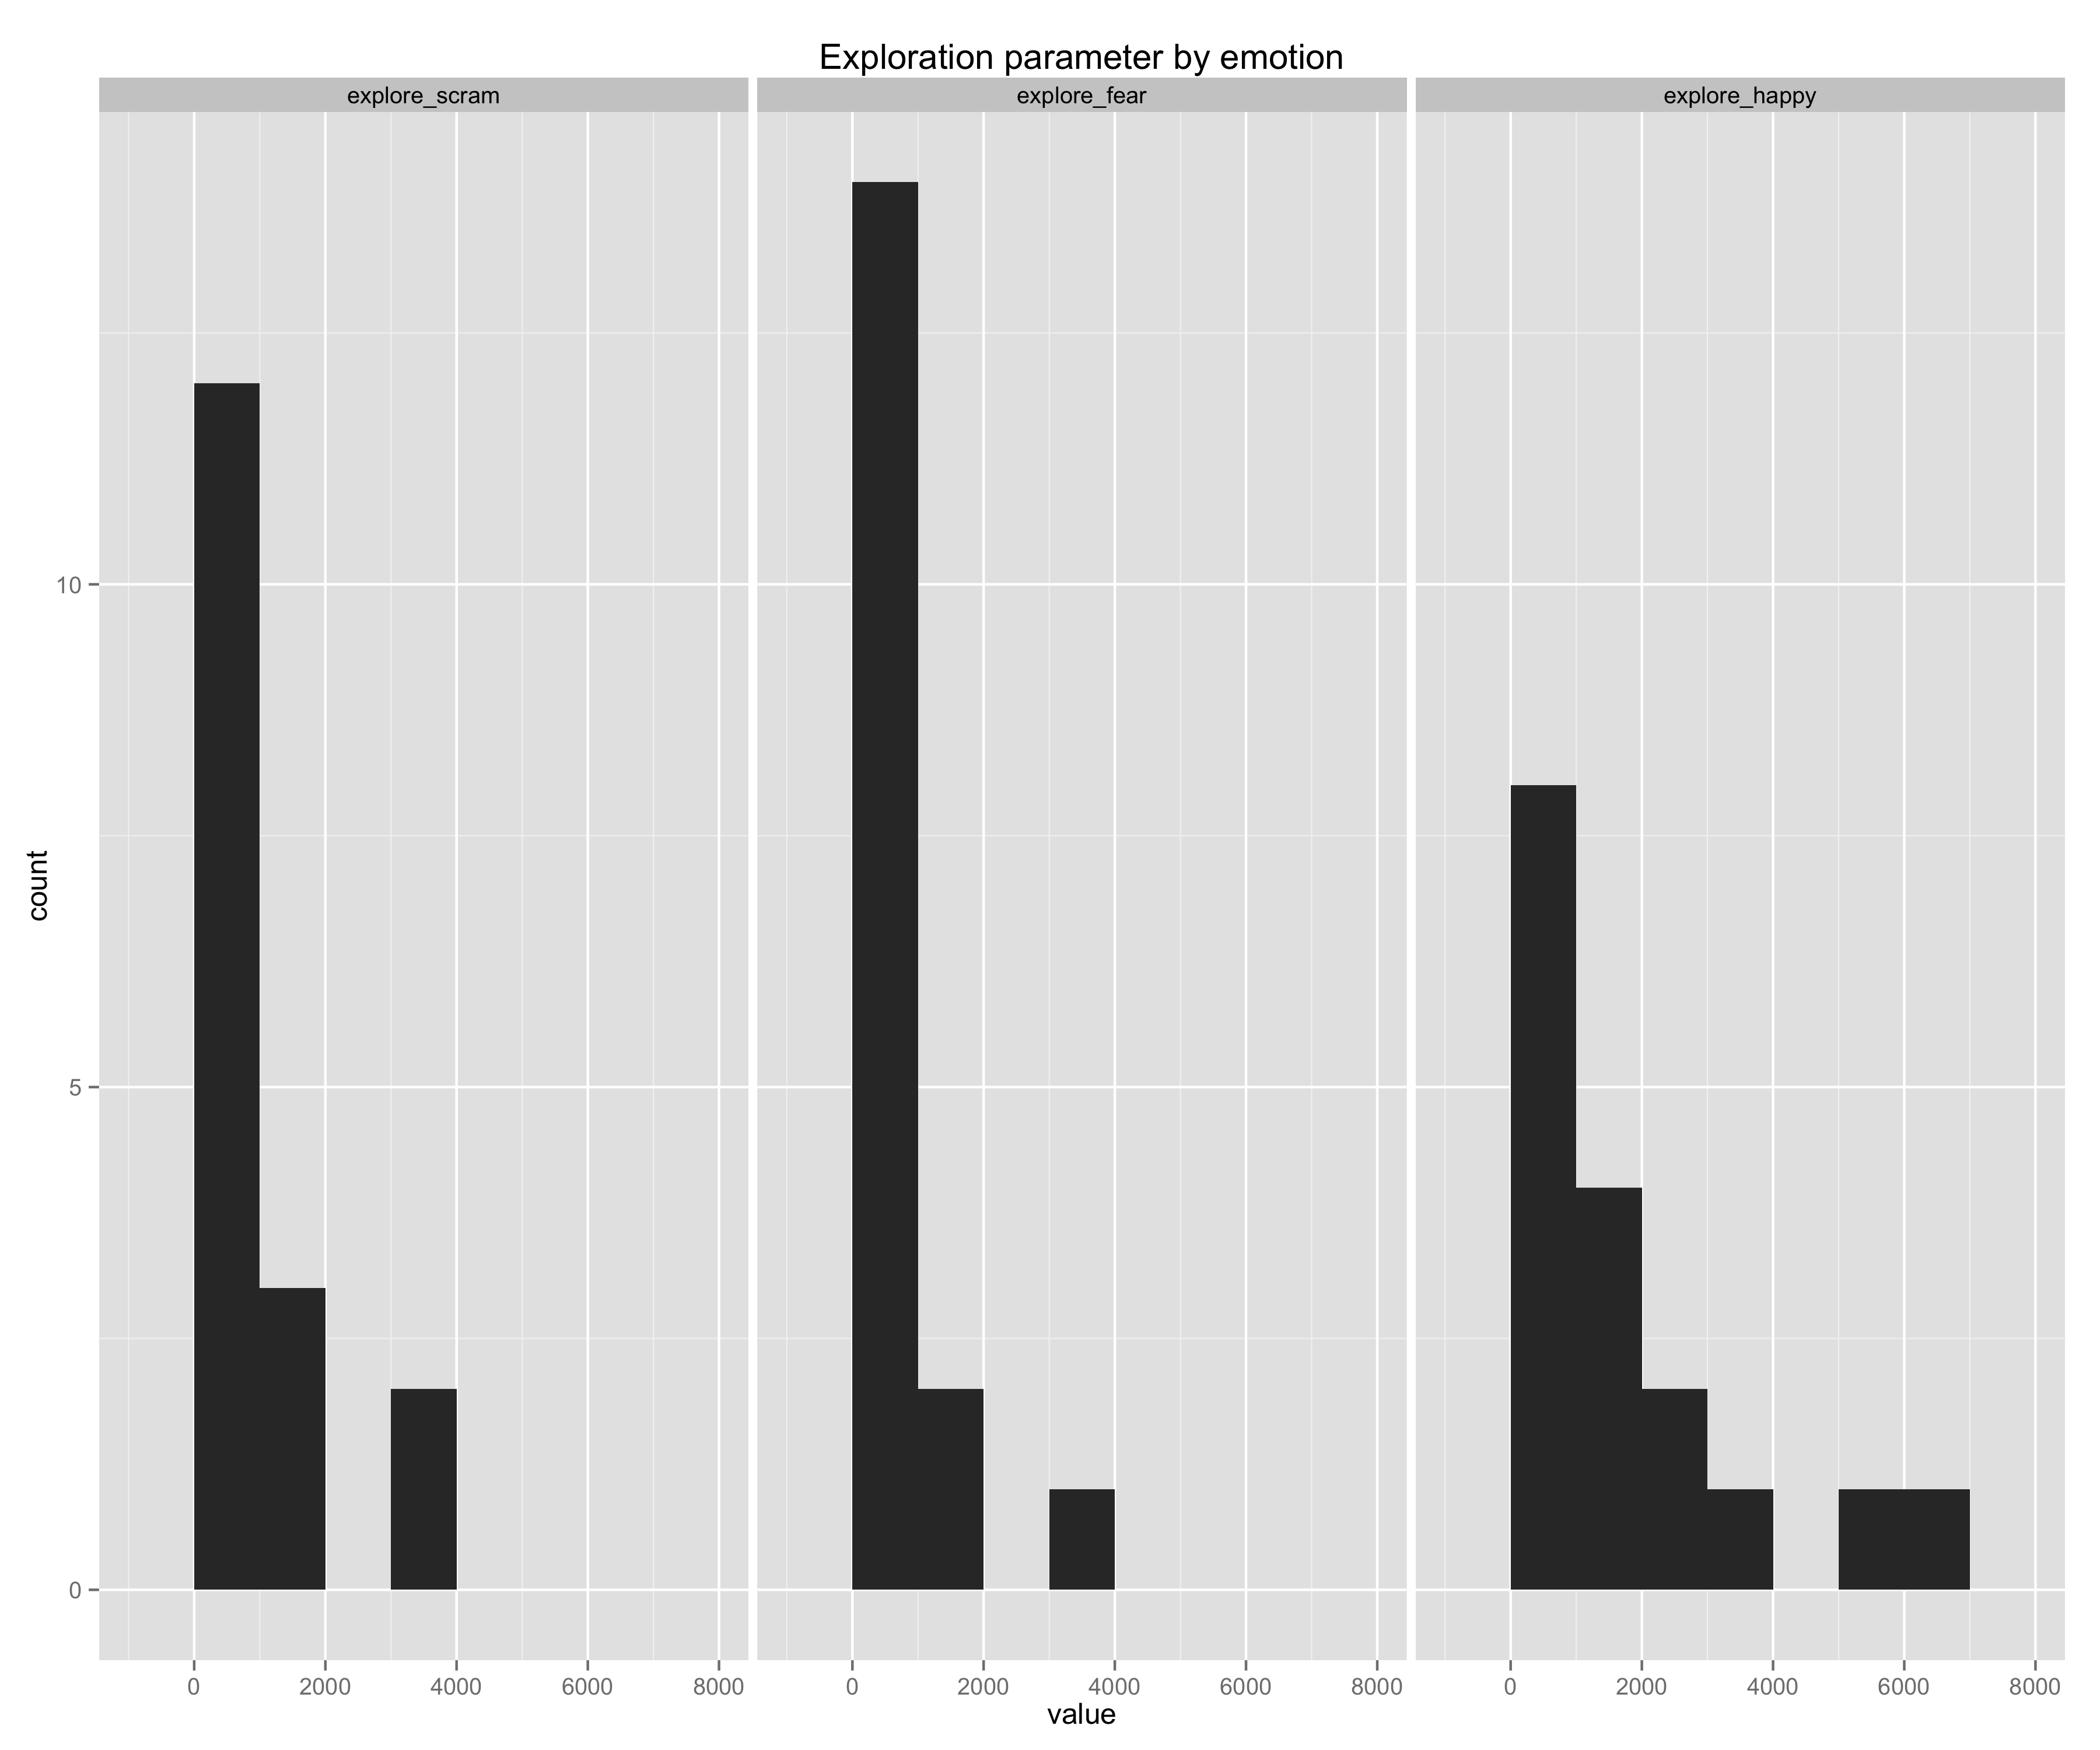 Exploration parameter by emotion
explore_scram explore_fear explore_happy
10
5
0
count
0 2000 4000 6000 8000 0 2000 4000 6000 8000 0 2000 4000 6000 8000
value